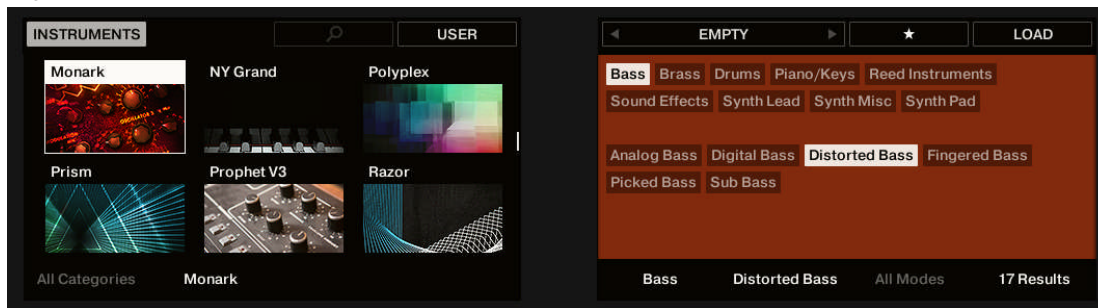 INSTRUMENTS USER
Monark NY Grand Polyplex
Prism Prophet V3 Razor
All Categories Monark
EMPTY ★ LOAD
Bass Brass Drums Piano/Keys Reed Instruments
Sound Effects Synth Lead Synth Misc Synth Pad
Analog Bass Digital Bass Distorted Bass Fingered Bass
Picked Bass Sub Bass
Bass Distorted Bass All Modes 17 Results